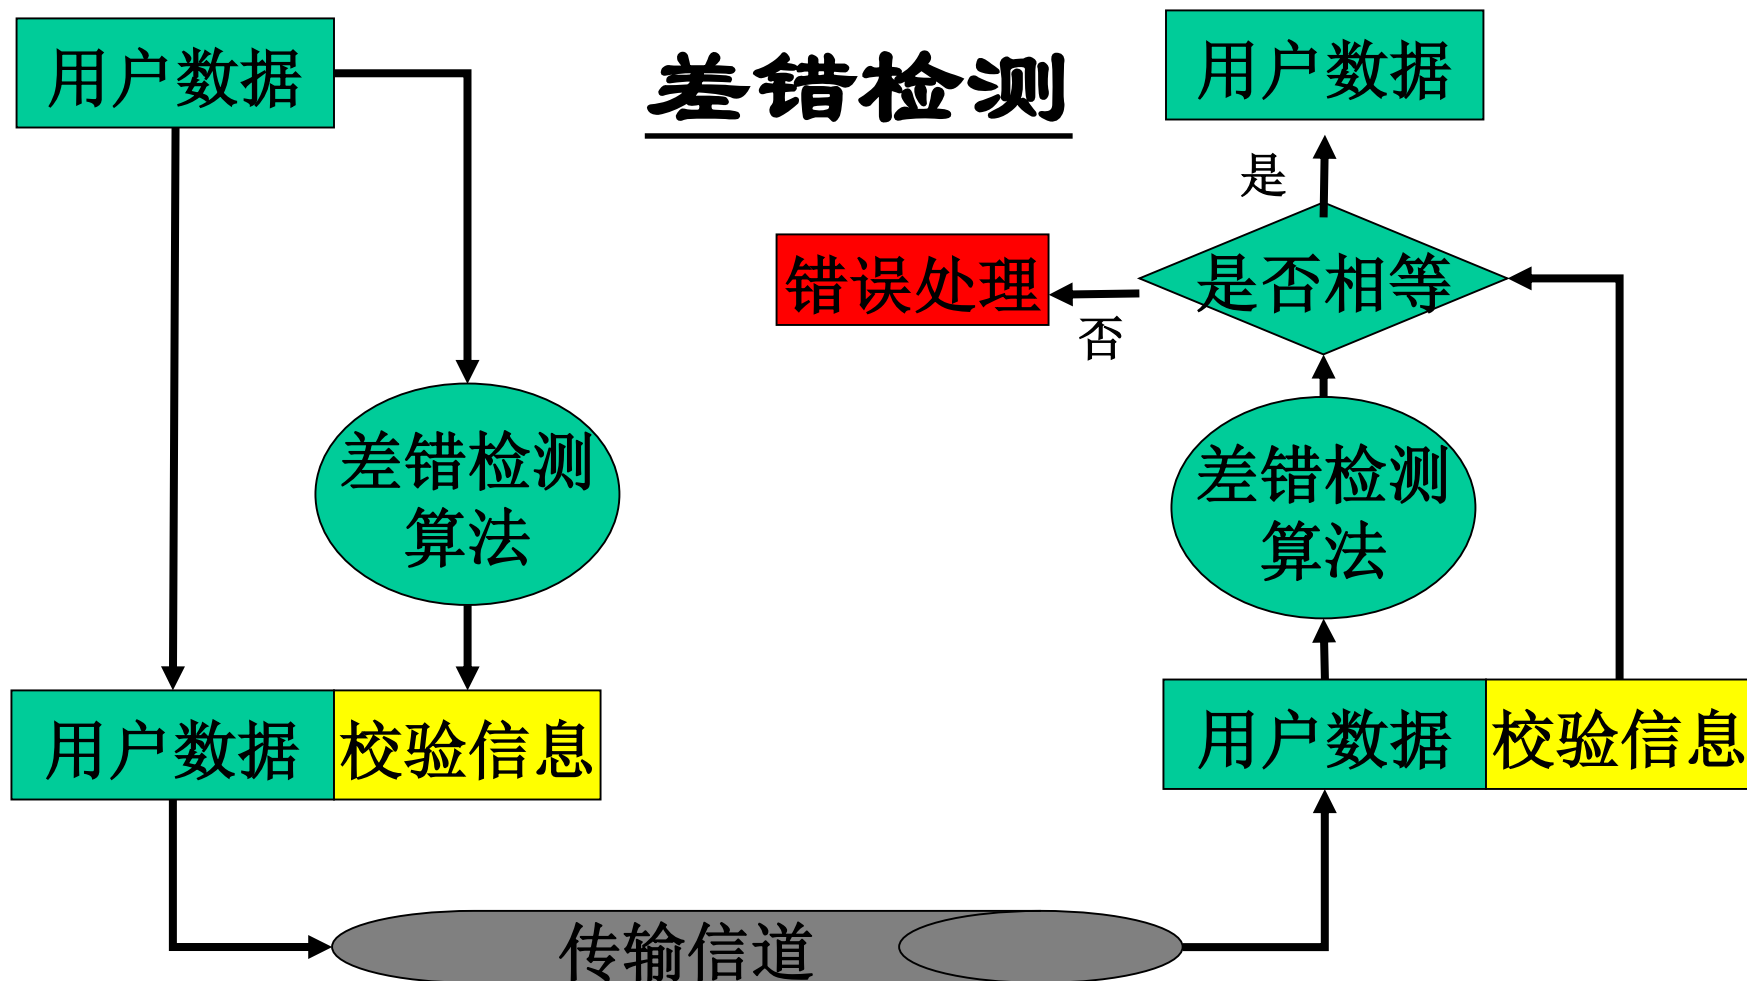 用户数据
差错检测
用户数据
是
错误处理
是否相等
否
差错检测
算法
差错检测
算法
用户数据
校验信息
用户数据
校验信息
传输信道